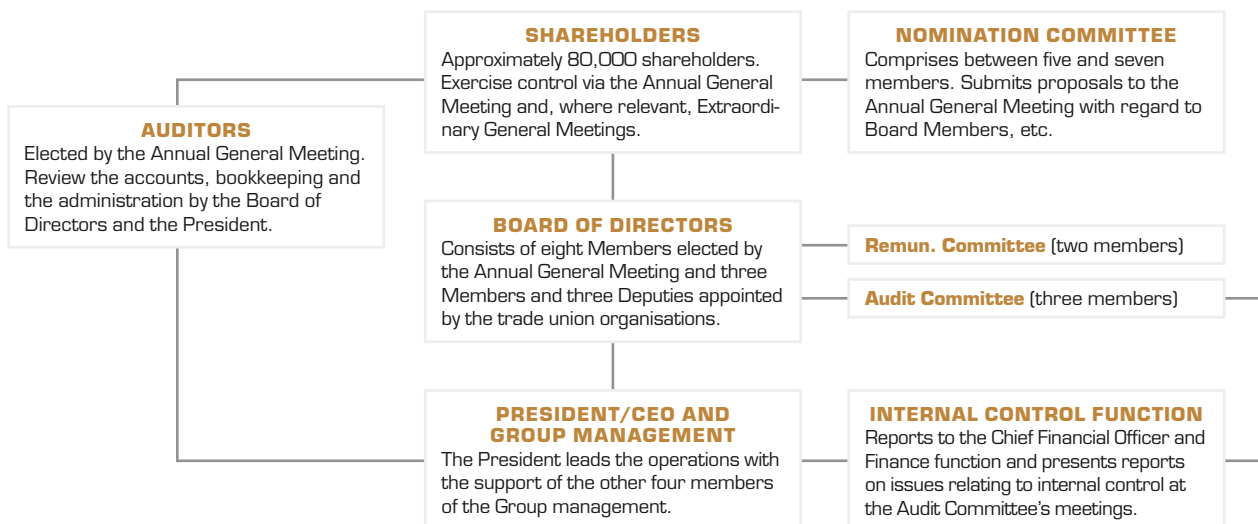 SHAREHOLDERS
Approximately 80,000 shareholders.
Exercise control via the Annual General
Meeting and, where relevant, Extraordi-
nary General Meetings.
NOMINATION COMMITTEE
Comprises between five and seven
members. Submits proposals to the
Annual General Meeting with regard to
Board Members, etc.
AUDITORS
Elected by the Annual General Meeting.
Review the accounts, bookkeeping and
the administration by the Board of
Directors and the President.
BOARD OF DIRECTORS
Consists of eight Members elected by
the Annual General Meeting and three
Members and three Deputies appointed
by the trade union organisations.
Remun. Committee (two members)
Audit Committee (three members)
PRESIDENT/CEO AND
GROUP MANAGEMENT
The President leads the operations with
the support of the other four members
of the Group management.
INTERNAL CONTROL FUNCTION
Reports to the Chief Financial Officer and
Finance function and presents reports
on issues relating to internal control at
the Audit Committee's meetings.